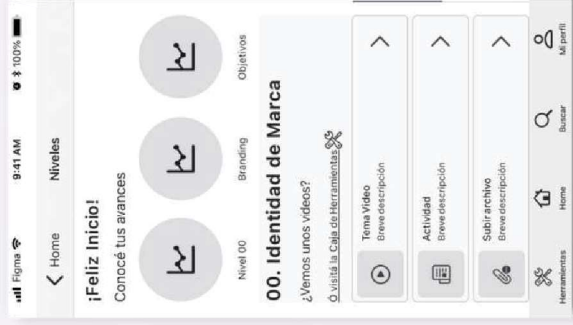 Figma 9:41 AM 100%
Home Niveles
¡Feliz Inicio!
Conocé tus avances
Nivel 00 Branding Objetivos
00. Identidad de Marca
¿Vemos unos videos?
Ó visitá la Caja de Herramientas
Tema Video
Breve descripción
Actividad
Breve descripción
Subir archivo
Breve descripción
Herramientas Home Buscar Mi perfil